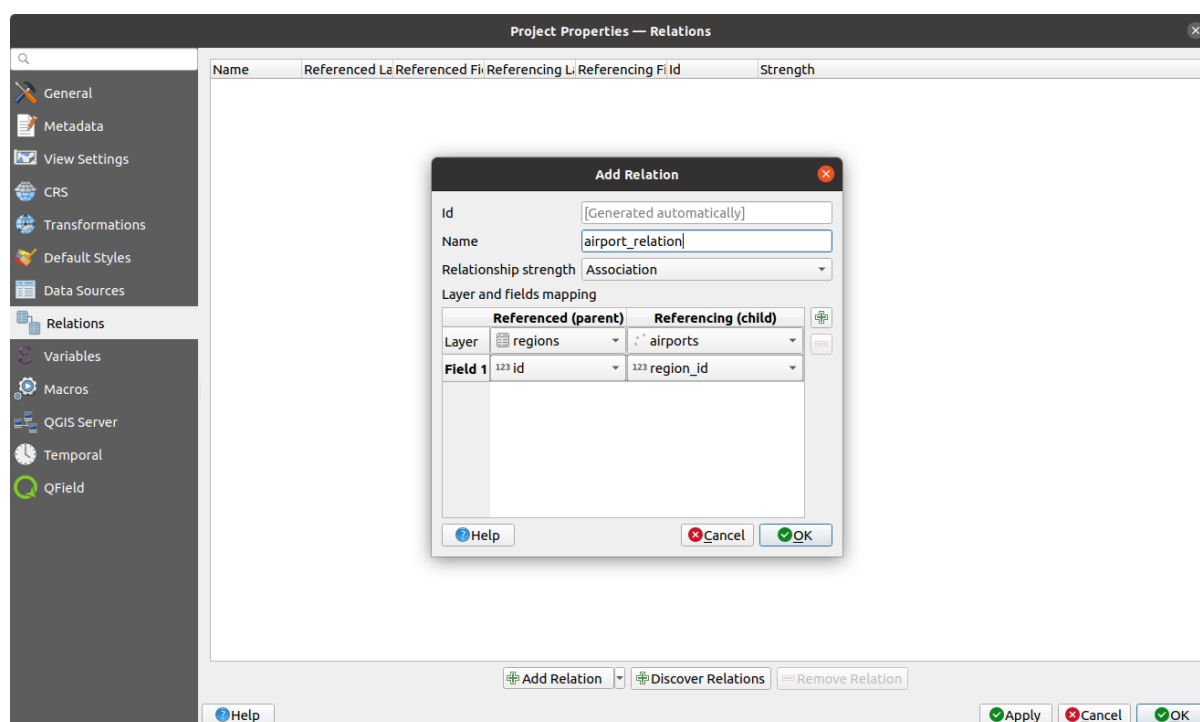 Project Properties — Relations
Name Referenced La Referenced Fi Referencing L Referencing Fi Id Strength
General
Metadata
View Settings
CRS
Transformations
Default Styles
Data Sources
Relations
Variables
Macros
QGIS Server
Temporal
QField
Add Relation
Id [Generated automatically]
Name airport_relation
Relationship strength Association
Layer and fields mapping
Referenced (parent) Referencing (child)
Layer regions airports
Field 1 123 id 123 region_id
Help Cancel OK
Add Relation Discover Relations Remove Relation
Help Apply Cancel OK